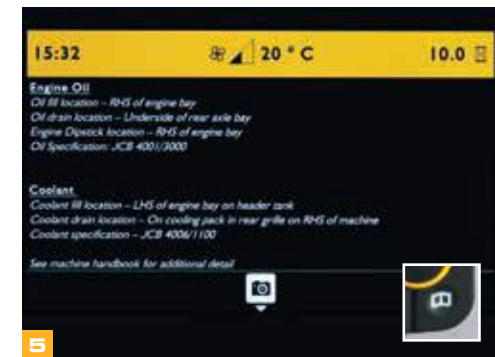 15:32 20 ° C 10.0
Engine Oil
Oil fill location – RHS of engine bay
Oil drain location – Underside of rear axle bay
Engine Dipstick location – RHS of engine bay
Oil Specification: JCB 4001/3000
Coolant
Coolant fill location – LHS of engine bay on header tank
Coolant drain location – On cooling pack in rear grille on RHS of machine
Coolant specification – JCB 4006/1100
See machine handbook for additional detail
5